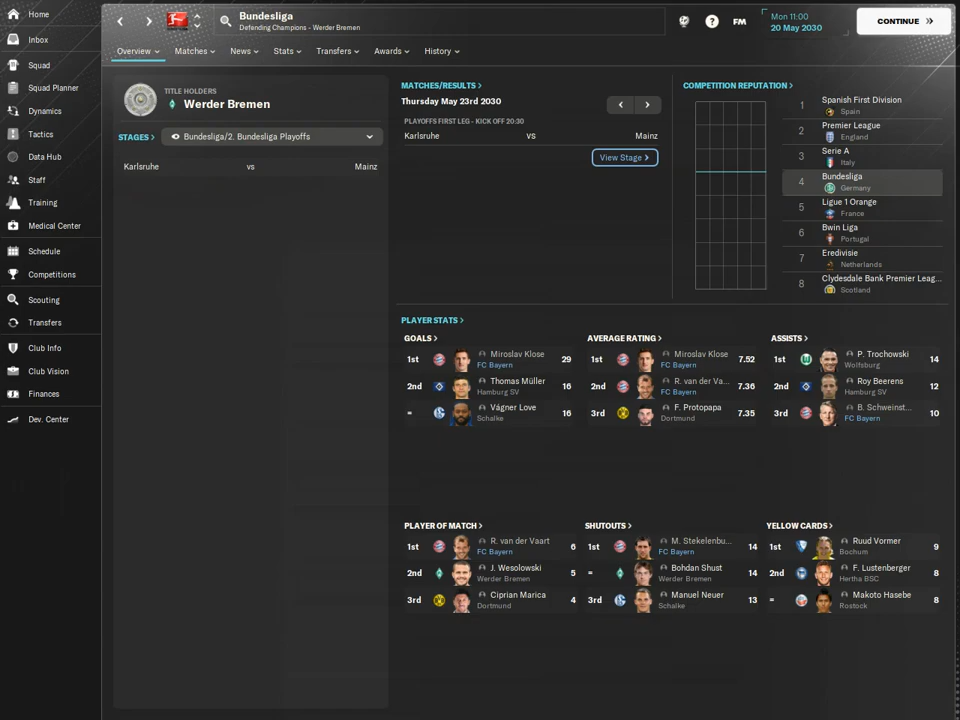 Home
Inbox
Squad
Squad Planner
Dynamics
Tactics
Data Hub
Staff
Training
Medical Center
Schedule
Competitions
Scouting
Transfers
Club Info
Club Vision
Finances
Dev. Center
Bundesliga
Defending Champions - Werder Bremen
? FM
Mon 11:00
20 May 2030
CONTINUE
Overview Matches News Stats Transfers Awards History
TITLE HOLDERS
Werder Bremen
STAGES > Bundesliga/2. Bundesliga Playoffs
Karlsruhe vs Mainz
MATCHES/RESULTS >
Thursday May 23rd 2030
PLAYOFFS FIRST LEG - KICK OFF 20:30
Karlsruhe vs Mainz
View Stage >
COMPETITION REPUTATION >
1 Spanish First Division
Spain
2 Premier League
England
3 Serie A
Italy
4 Bundesliga
Germany
5 Ligue 1 Orange
France
6 Bwin Liga
Portugal
7 Eredivisie
Netherlands
8 Clydesdale Bank Premier Leag...
Scotland
PLAYER STATS >
GOALS >
1st Miroslav Klose 29
FC Bayern
2nd Thomas Müller 16
Hamburg SV
= Vágner Love 16
Schalke
AVERAGE RATING >
1st Miroslav Klose 7.52
FC Bayern
2nd R. van der Va... 7.36
FC Bayern
3rd F. Protopapa 7.35
Dortmund
ASSISTS >
1st P. Trochowski 14
Wolfsburg
2nd Roy Beerens 12
Hamburg SV
3rd B. Schweinst... 10
FC Bayern
PLAYER OF MATCH >
1st R. van der Vaart 6
FC Bayern
2nd J. Wesolowski 5
Werder Bremen
3rd Ciprian Marica 4
Dortmund
SHUTOUTS >
1st M. Stekelenbu... 14
FC Bayern
= Bohdan Shust 14
Werder Bremen
3rd Manuel Neuer 13
Schalke
YELLOW CARDS >
1st Ruud Vormer 9
Bochum
2nd F. Lustenberger 8
Hertha BSC
= Makoto Hasebe 8
Rostock